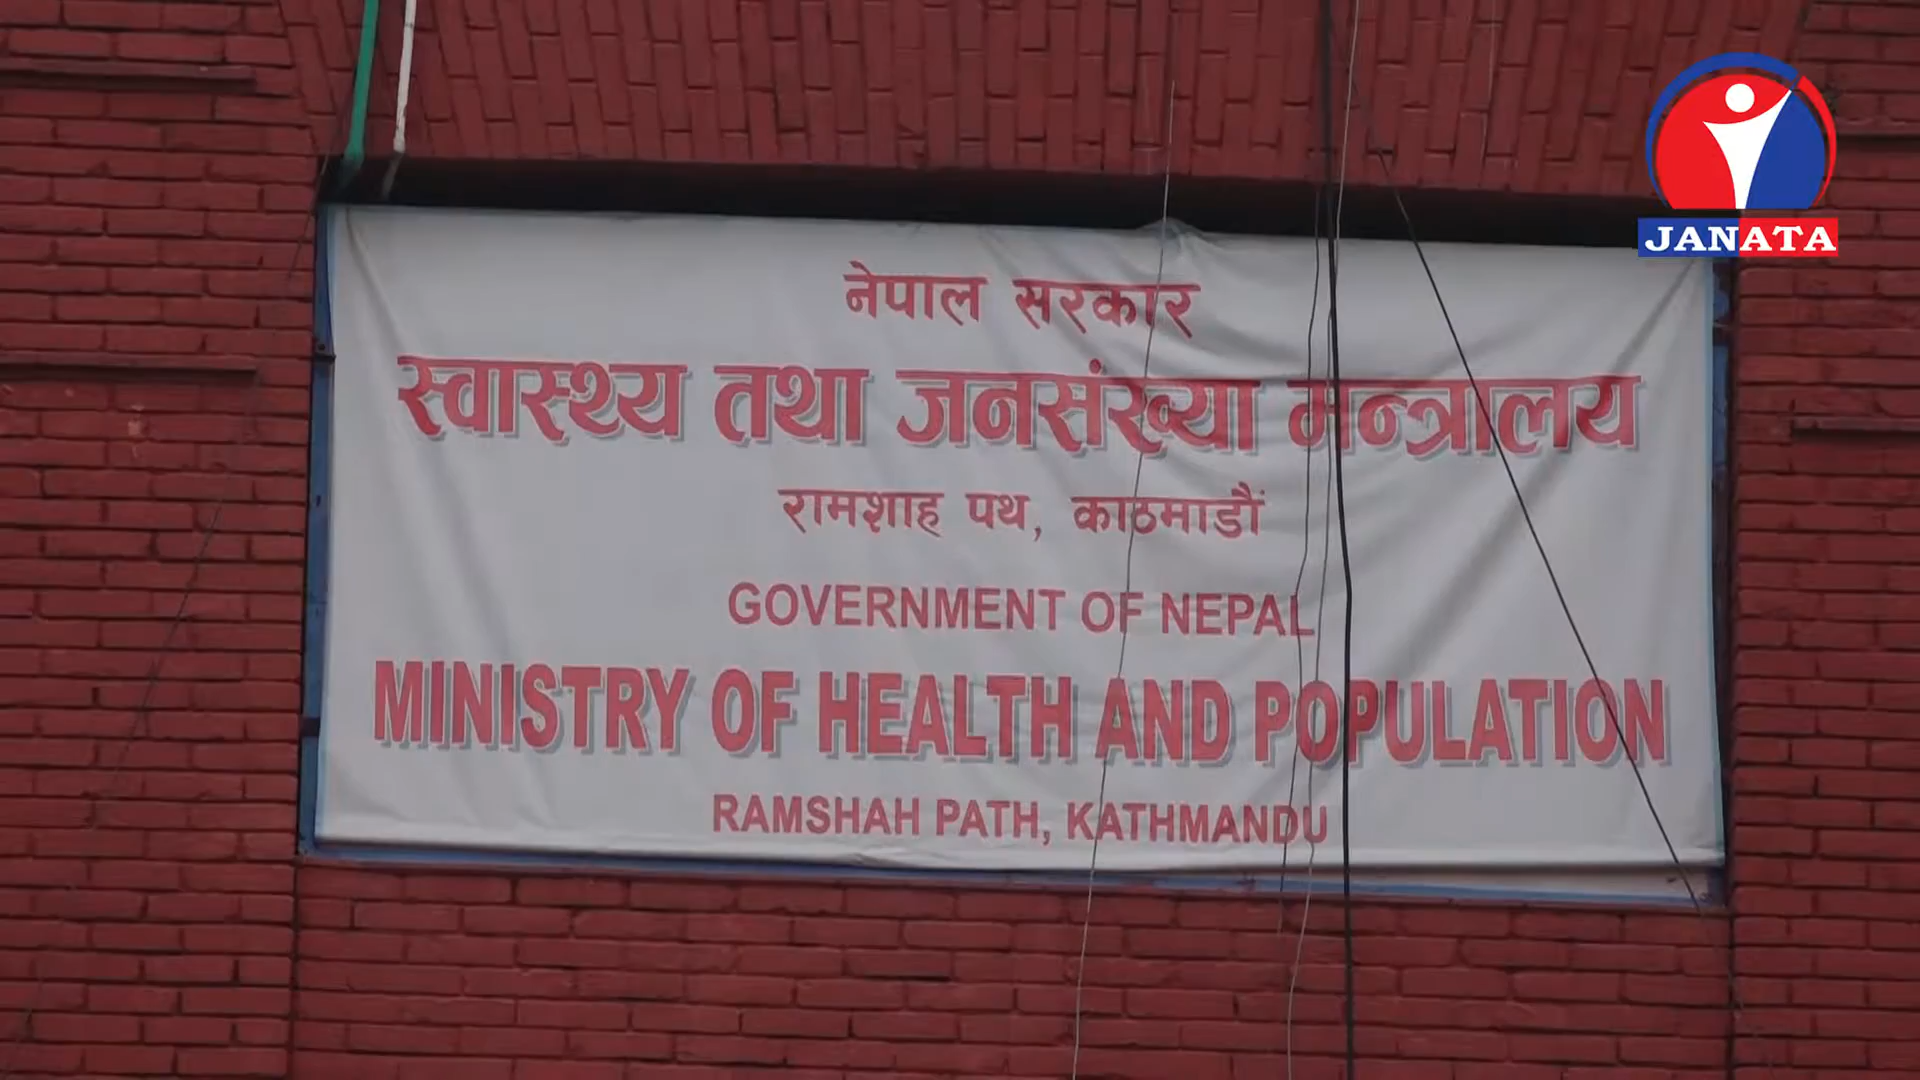 JANATA
नेपाल सरकार
स्वास्थ्य तथा जनसंख्या मन्त्रालय
रामशाह पथ, काठमाडौं
GOVERNMENT OF NEPAL
MINISTRY OF HEALTH AND POPULATION
RAMSHAH PATH, KATHMANDU